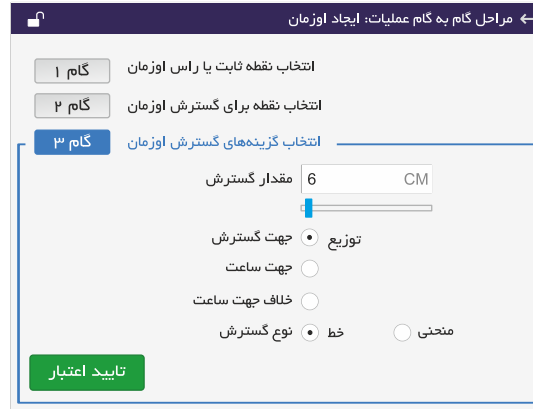 مراحل گام به گام عملیات: ایجاد اوزمان
گام ۱ انتخاب نقطه ثابت یا راس اوزمان
گام ۲ انتخاب نقطه برای گسترش اوزمان
گام ۳ انتخاب گزینه‌های گسترش اوزمان
مقدار گسترش 6 CM
جهت گسترش توزیع
جهت ساعت
خلاف جهت ساعت
نوع گسترش خط منحنی
تایید اعتبار